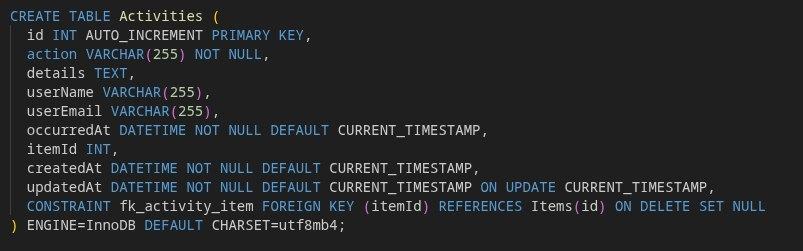 CREATE TABLE Activities (
  id INT AUTO_INCREMENT PRIMARY KEY,
  action VARCHAR(255) NOT NULL,
  details TEXT,
  userName VARCHAR(255),
  userEmail VARCHAR(255),
  occurredAt DATETIME NOT NULL DEFAULT CURRENT_TIMESTAMP,
  itemId INT,
  createdAt DATETIME NOT NULL DEFAULT CURRENT_TIMESTAMP,
  updatedAt DATETIME NOT NULL DEFAULT CURRENT_TIMESTAMP ON UPDATE CURRENT_TIMESTAMP,
  CONSTRAINT fk_activity_item FOREIGN KEY (itemId) REFERENCES Items(id) ON DELETE SET NULL
) ENGINE=InnoDB DEFAULT CHARSET=utf8mb4;